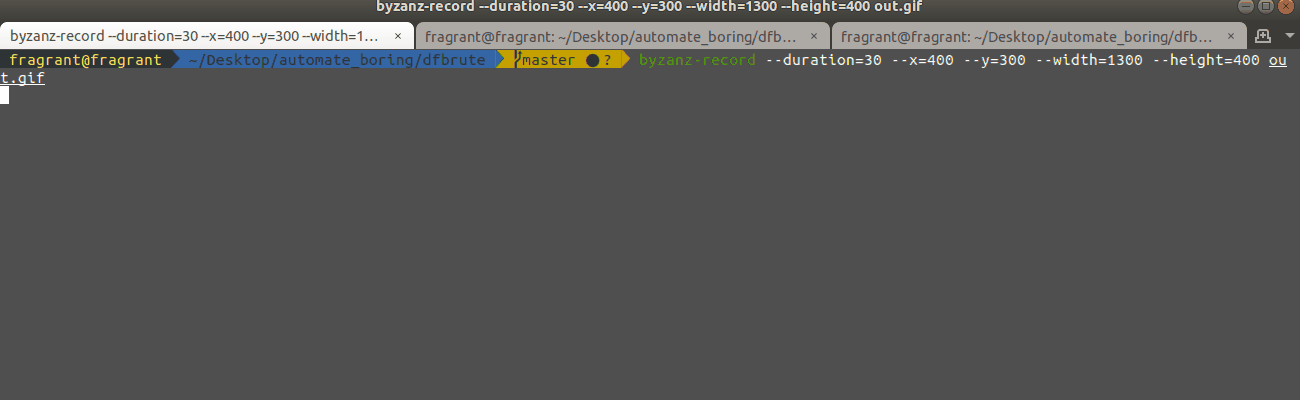 byzanz-record --duration=30 --x=400 --y=300 --width=1300 --height=400 out.gif
byzanz-record --duration=30 --x=400 --y=300 --width=1… × fragrant@fragrant: ~/Desktop/automate_boring/dfb… × fragrant@fragrant: ~/Desktop/automate_boring/dfb… ×
fragrant@fragrant ~/Desktop/automate_boring/dfbrute master ●? byzanz-record --duration=30 --x=400 --y=300 --width=1300 --height=400 ou
t.gif